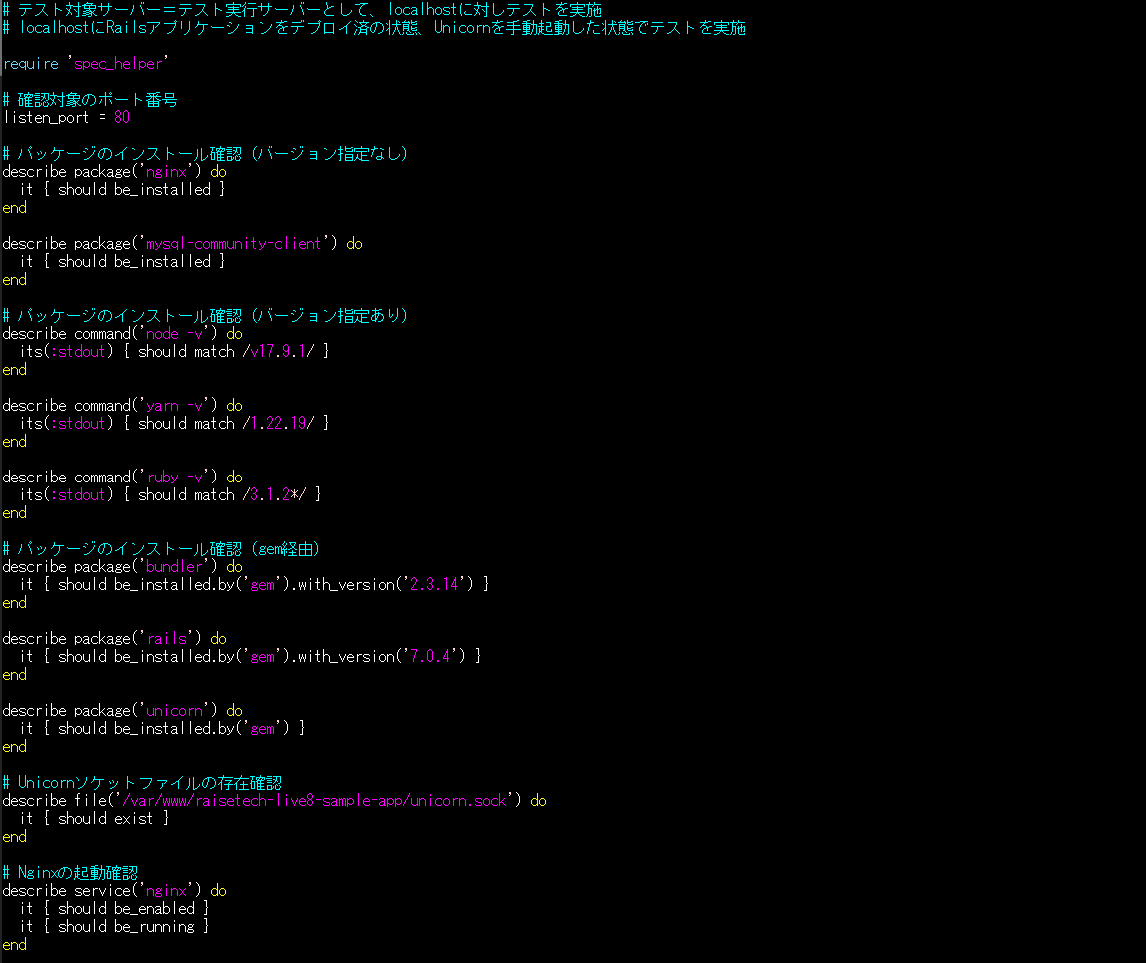 # テスト対象サーバー＝テスト実行サーバーとして、localhostに対しテストを実施
# localhostにRailsアプリケーションをデプロイ済の状態、Unicornを手動起動した状態でテストを実施
require 'spec_helper'
# 確認対象のポート番号
listen_port = 80
# パッケージのインストール確認（バージョン指定なし）
describe package('nginx') do
  it { should be_installed }
end
describe package('mysql-community-client') do
  it { should be_installed }
end
# パッケージのインストール確認（バージョン指定あり）
describe command('node -v') do
  its(:stdout) { should match /v17.9.1/ }
end
describe command('yarn -v') do
  its(:stdout) { should match /1.22.19/ }
end
describe command('ruby -v') do
  its(:stdout) { should match /3.1.2*/ }
end
# パッケージのインストール確認（gem経由）
describe package('bundler') do
  it { should be_installed.by('gem').with_version('2.3.14') }
end
describe package('rails') do
  it { should be_installed.by('gem').with_version('7.0.4') }
end
describe package('unicorn') do
  it { should be_installed.by('gem') }
end
# Unicornソケットファイルの存在確認
describe file('/var/www/raisetech-live8-sample-app/unicorn.sock') do
  it { should exist }
end
# Nginxの起動確認
describe service('nginx') do
  it { should be_enabled }
  it { should be_running }
end